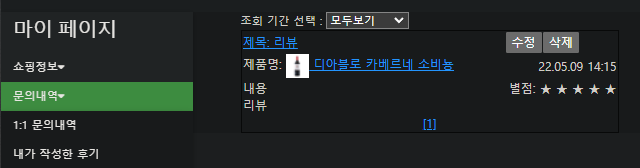 마이 페이지
쇼핑정보
문의내역
1:1 문의내역
내가 작성한 후기
조회 기간 선택 : 모두보기
제목: 리뷰 수정 삭제
제품명: 디아블로 카베르네 소비뇽 22.05.09 14:15
내용 별점: ★ ★ ★ ★ ★
리뷰
[1]